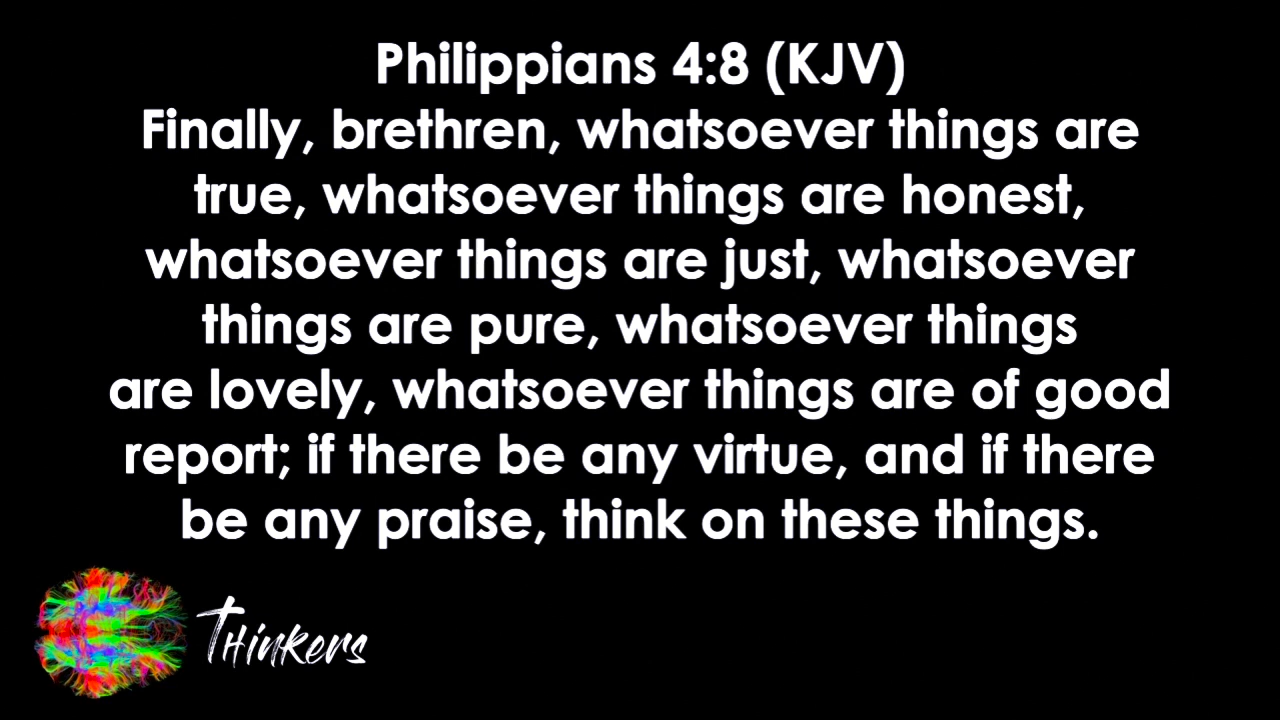 Philippians 4:8 (KJV)
Finally, brethren, whatsoever things are
true, whatsoever things are honest,
whatsoever things are just, whatsoever
things are pure, whatsoever things
are lovely, whatsoever things are of good
report; if there be any virtue, and if there
be any praise, think on these things.
THinKers